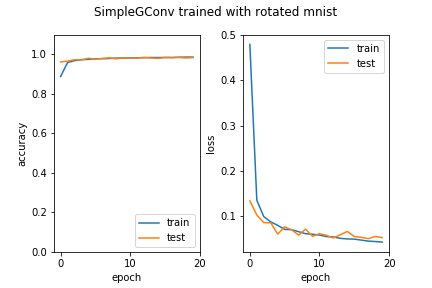 SimpleGConv trained with rotated mnist
1.0
0.8
0.6
0.4
0.2
0.0
accuracy
train
test
0
10
20
epoch
0.5
0.4
0.3
0.2
0.1
loss
train
test
0
10
20
epoch